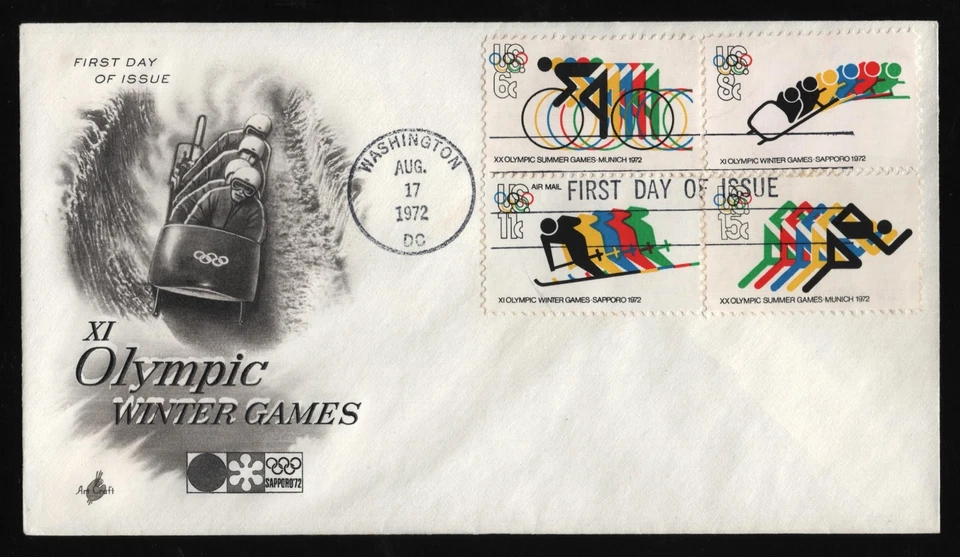 FIRST DAY
OF ISSUE
XI
Olympic
WINTER GAMES
SAPPORO'72
Art Craft
WASHINGTON
AUG.
17
1972
DC
US
6c
XX OLYMPIC SUMMER GAMES·MUNICH 1972
US
8c
XI OLYMPIC WINTER GAMES·SAPPORO 1972
FIRST DAY OF ISSUE
US
AIR MAIL
11c
XI OLYMPIC WINTER GAMES·SAPPORO 1972
US
15c
XX OLYMPIC SUMMER GAMES·MUNICH 1972